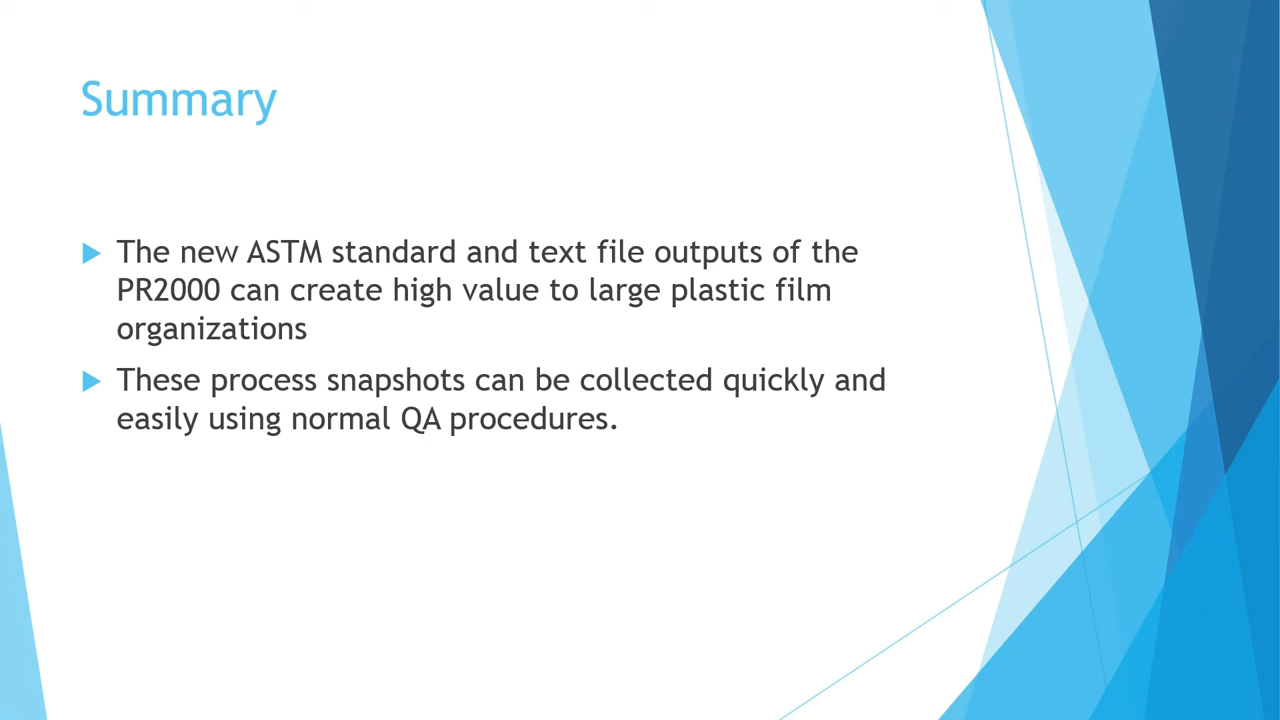 Summary
The new ASTM standard and text file outputs of the
PR2000 can create high value to large plastic film
organizations
These process snapshots can be collected quickly and
easily using normal QA procedures.